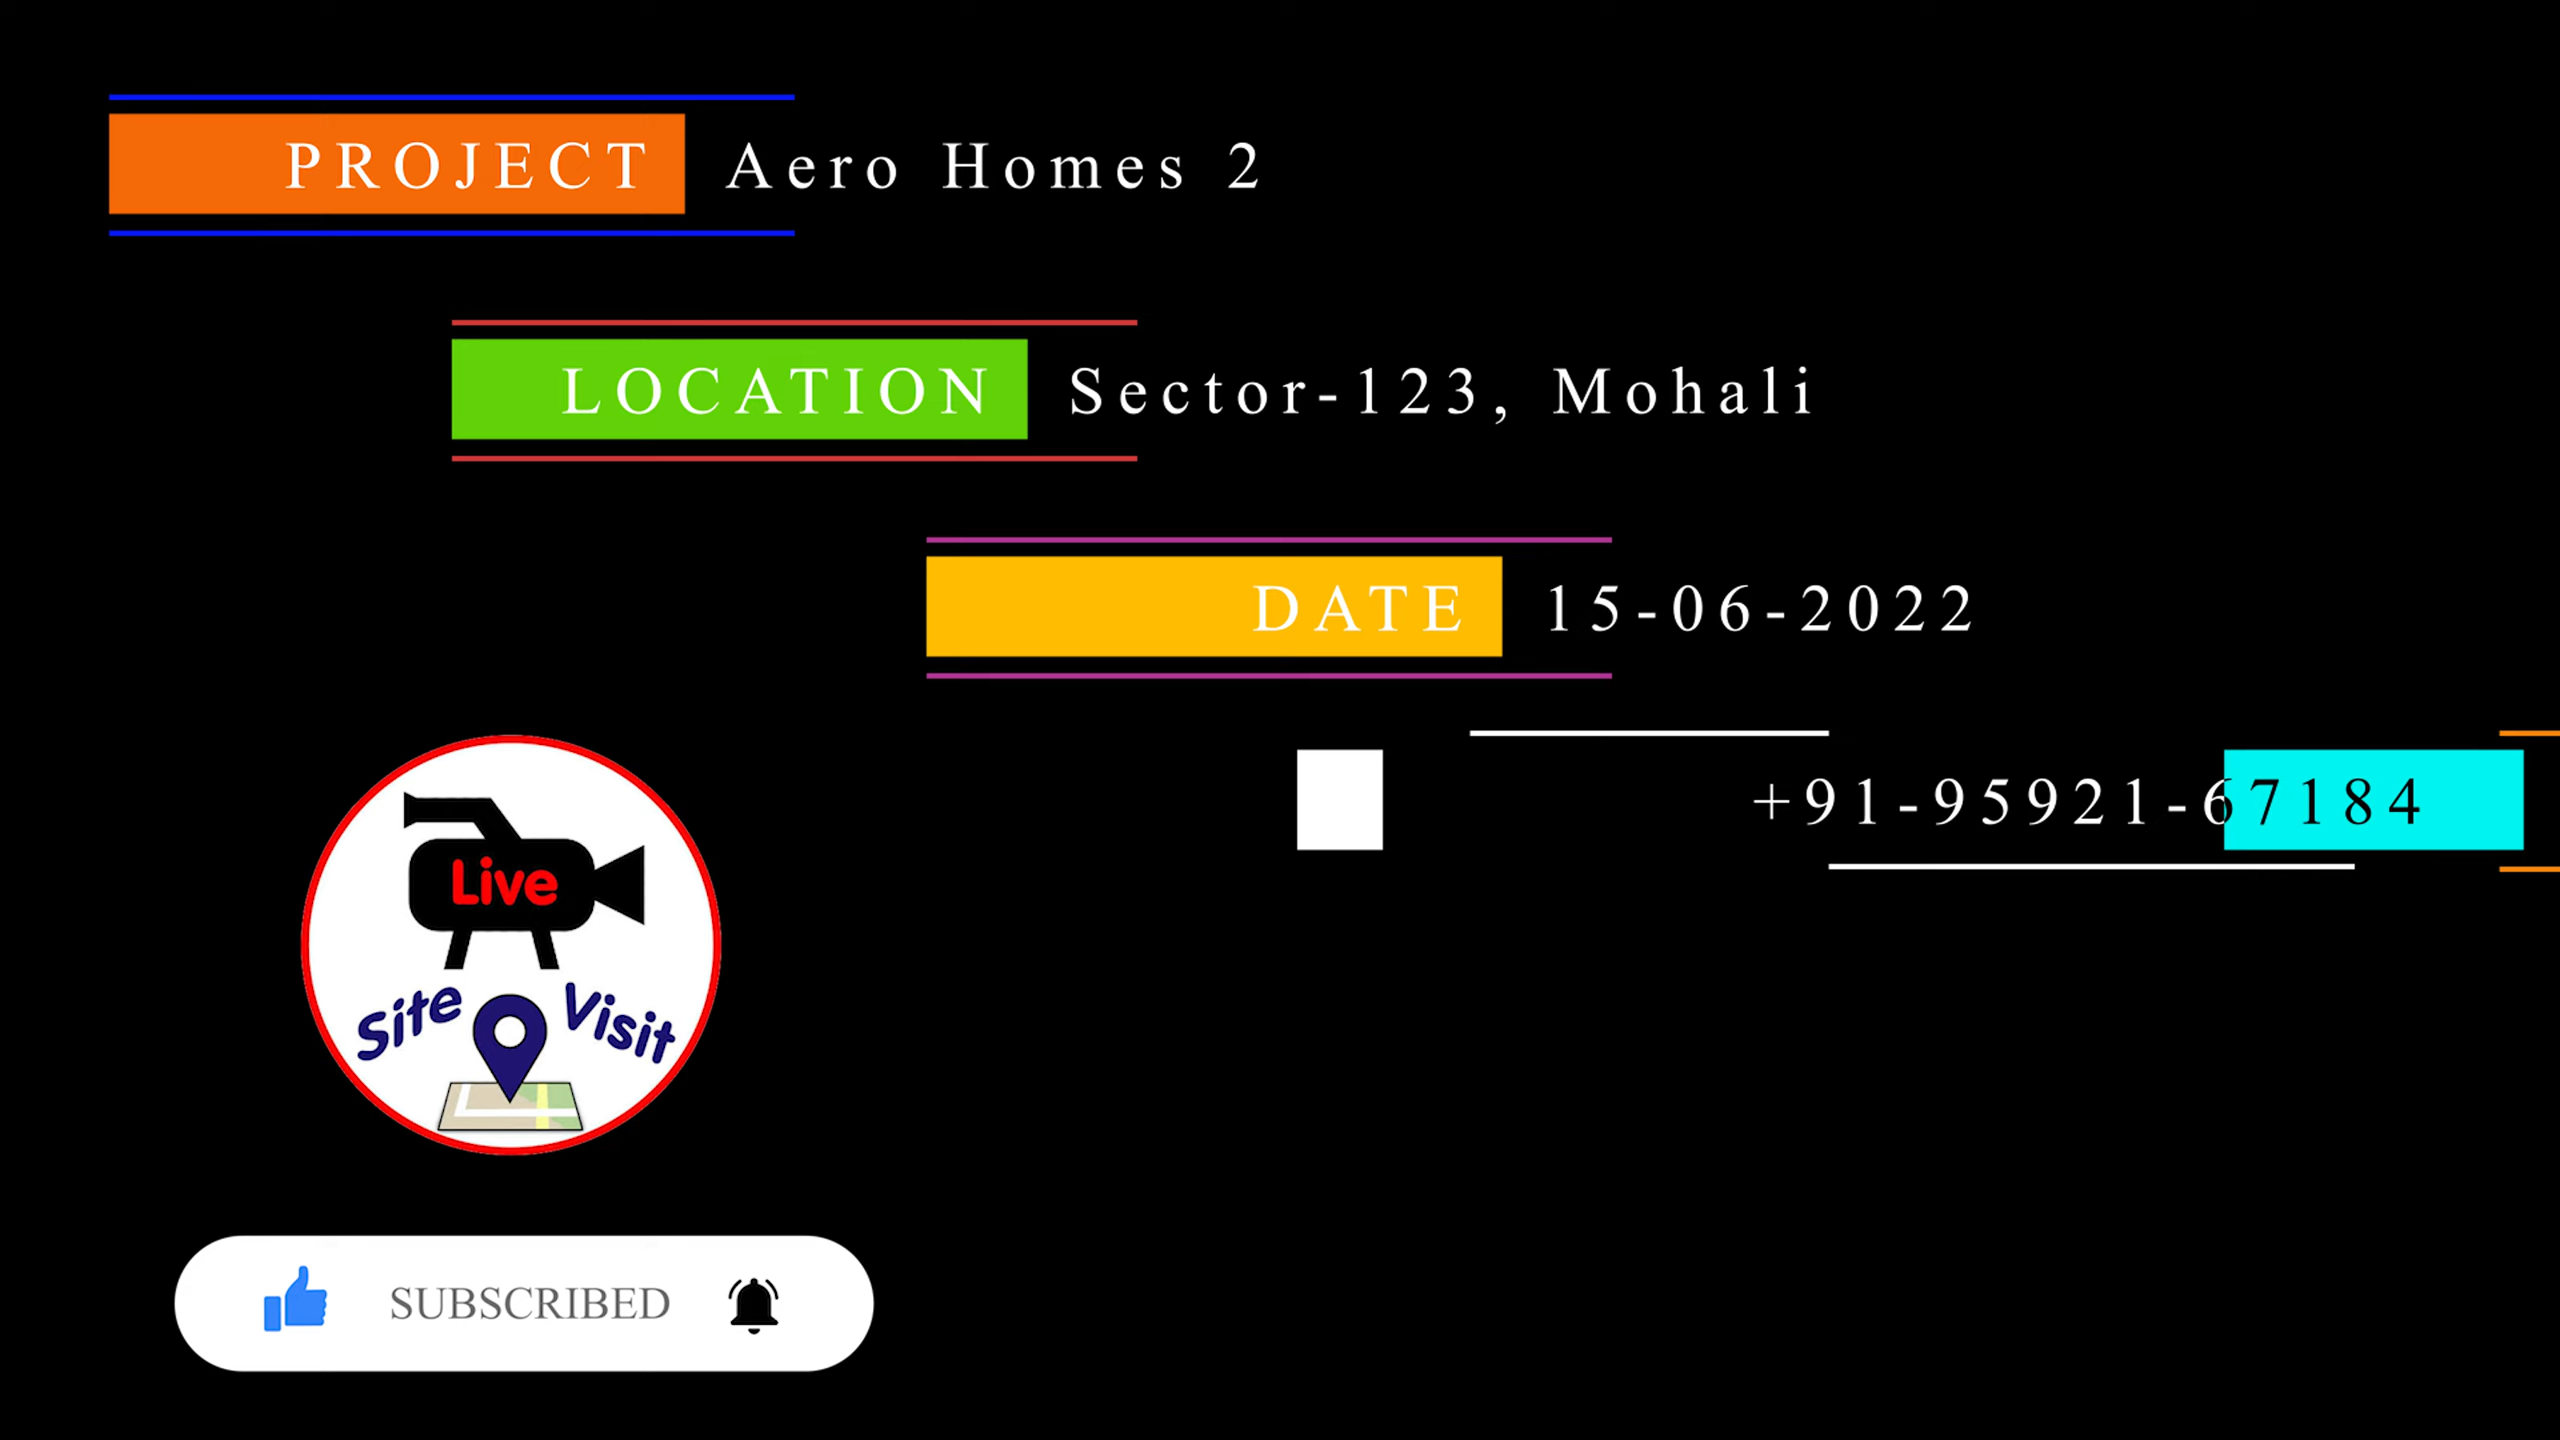 PROJECT Aero Homes 2
LOCATION Sector-123, Mohali
DATE 15-06-2022
+91-95921-67184
Live
Site Visit
SUBSCRIBED